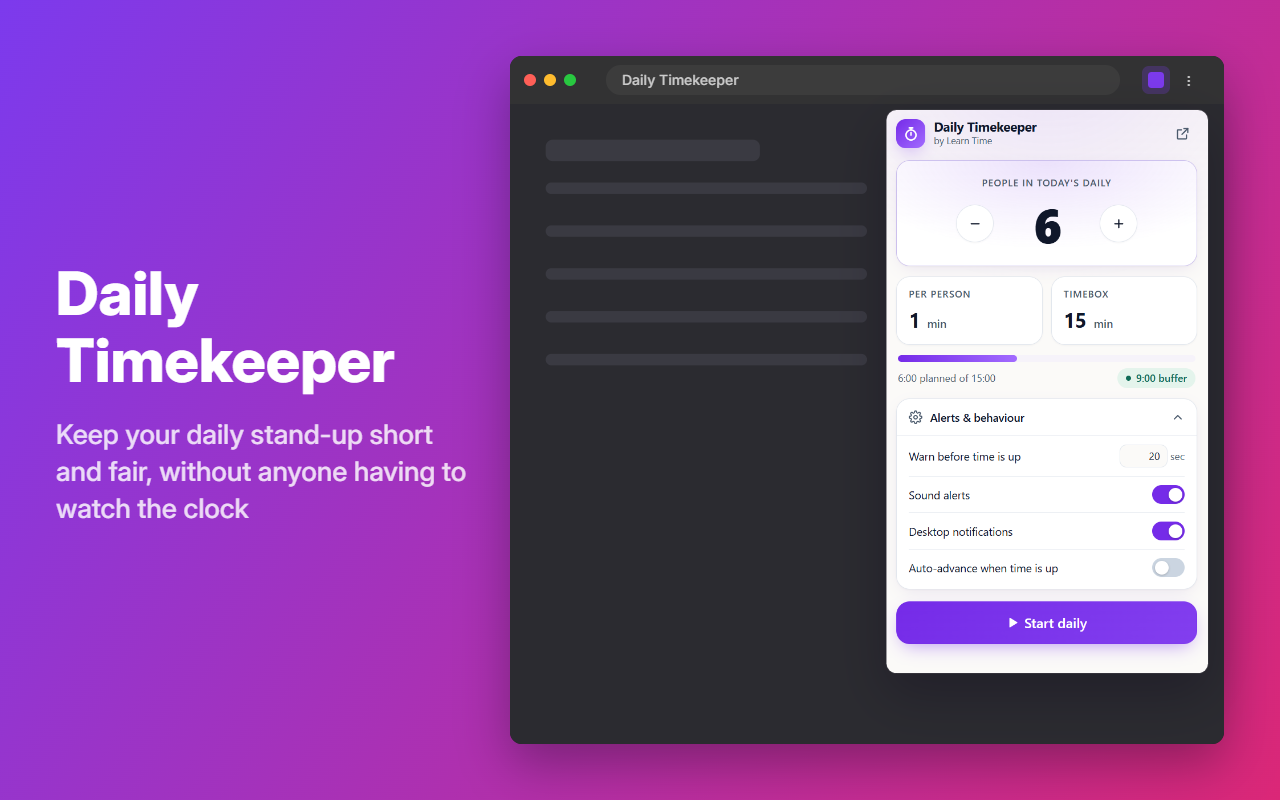 Daily Timekeeper
Daily Timekeeper
by Learn Time
PEOPLE IN TODAY'S DAILY
− 6 +
PER PERSON
1 min
TIMEBOX
15 min
6:00 planned of 15:00
9:00 buffer
Alerts & behaviour
Warn before time is up 20 sec
Sound alerts
Desktop notifications
Auto-advance when time is up
Start daily
Daily
Timekeeper
Keep your daily stand-up short
and fair, without anyone having to
watch the clock